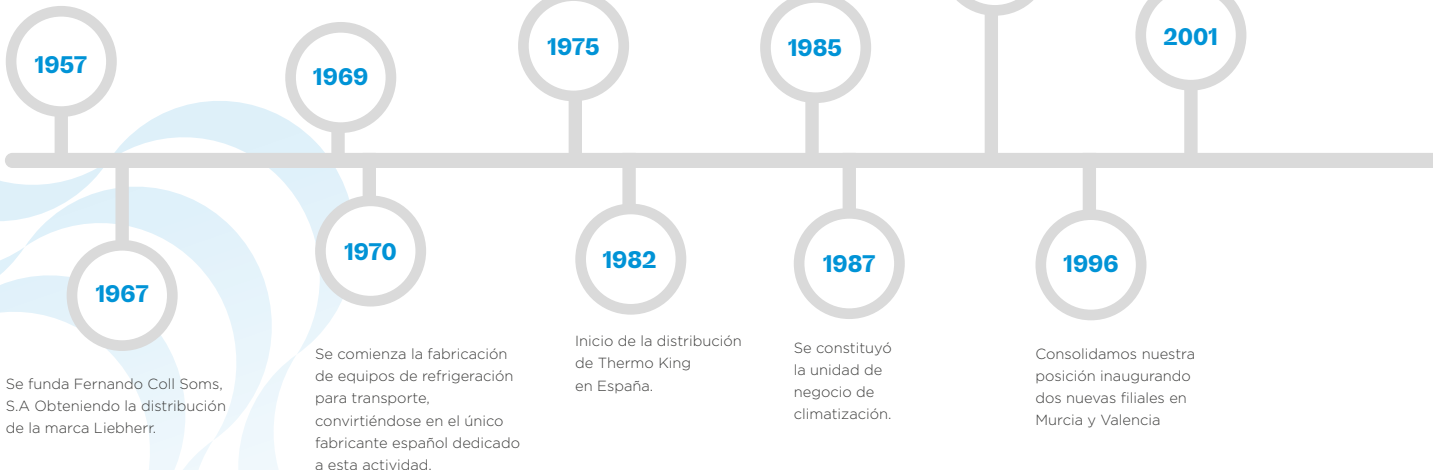 1957
1969
1975
1985
2001
1967
Se funda Fernando Coll Soms,
S.A Obteniendo la distribución
de la marca Liebherr.
1970
Se comienza la fabricación
de equipos de refrigeración
para transporte,
convirtiéndose en el único
fabricante español dedicado
a esta actividad.
1982
Inicio de la distribución
de Thermo King
en España.
1987
Se constituyó
la unidad de
negocio de
climatización.
1996
Consolidamos nuestra
posición inaugurando
dos nuevas filiales en
Murcia y Valencia